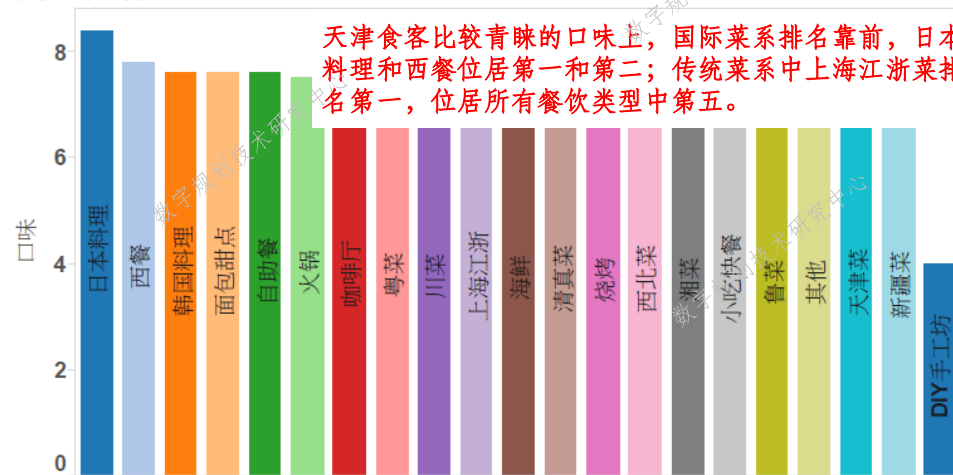 天津食客比较青睐的口味上，国际菜系排名靠前，日本
料理和西餐位居第一和第二；传统菜系中上海江浙菜排
名第一，位居所有餐饮类型中第五。
8
6
4
2
0
口味
日本料理
西餐
韩国料理
面包甜点
自助餐
火锅
咖啡厅
粤菜
川菜
上海江浙
海鲜
清真菜
烧烤
西北菜
湘菜
小吃快餐
鲁菜
其他
天津菜
新疆菜
DIY手工坊
数字规划技术研究中心
数字规划技术研究中心
数字规